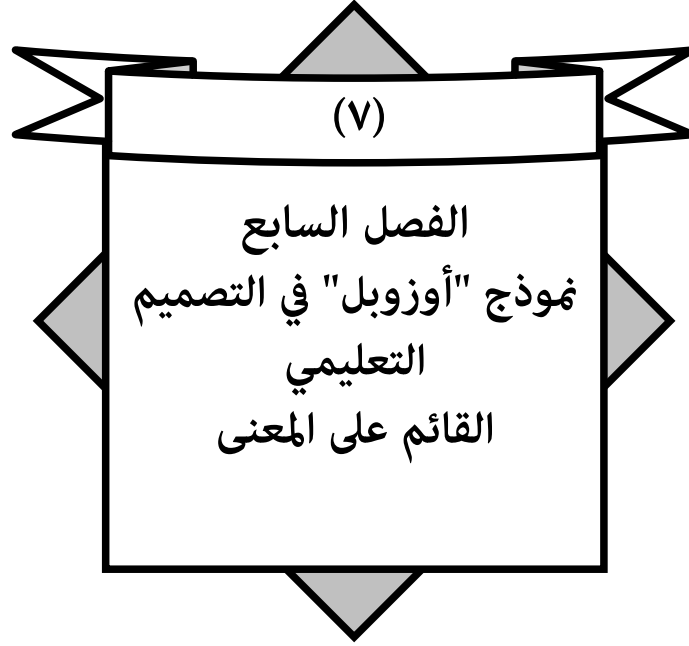 (٧)
الفصل السابع
نموذج "أوزوبل" في التصميم
التعليمي
القائم على المعنى